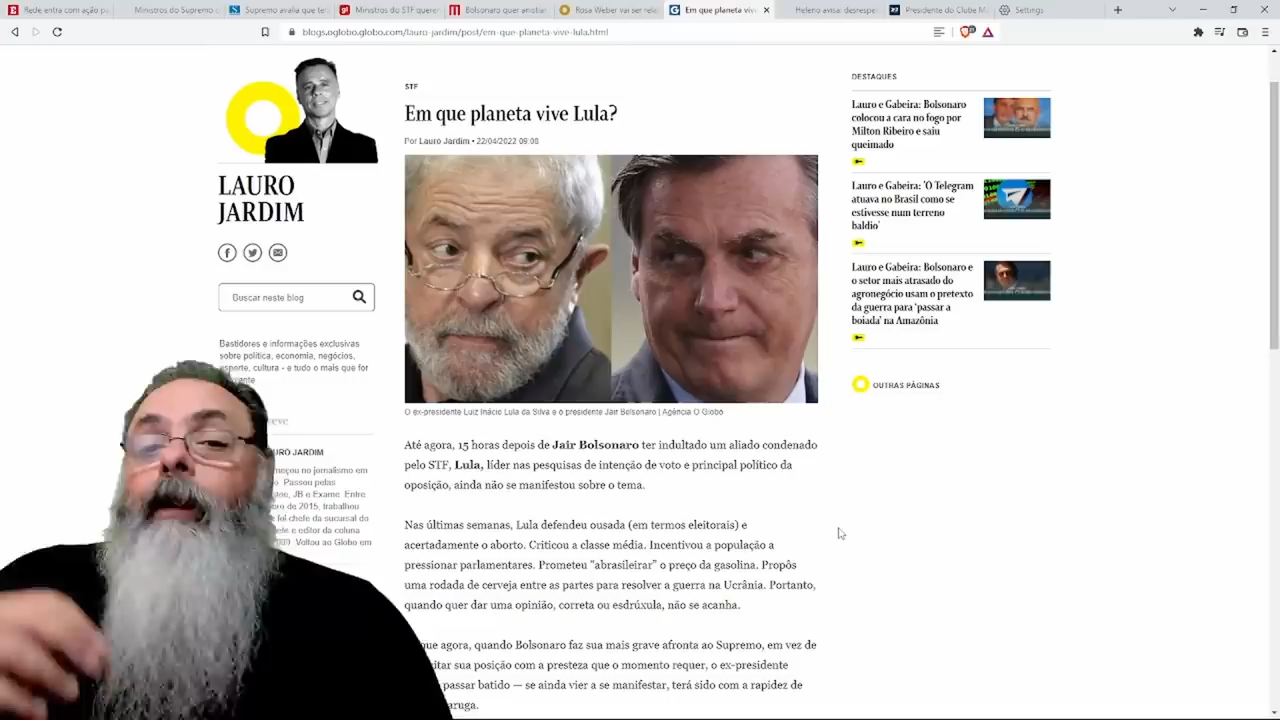 Rede entra com ação pa
Ministros do Supremo c
Supremo avalia que ter
Ministros do STF querem
Bolsonaro quer anistiar
Rosa Weber vai ser relat
Em que planeta viv
Heleno avisa: desrespe
Presidente do Clube Mi
Settings
blogs.oglobo.globo.com/lauro-jardim/post/em-que-planeta-vive-lula.html
LAURO
JARDIM
Buscar neste blog
Bastidores e informações exclusivas
sobre política, economia, negócios,
esporte, cultura - e tudo o mais que for
STF
Em que planeta vive Lula?
Por Lauro Jardim • 22/04/2022 09:08
O ex-presidente Luiz Inácio Lula da Silva e o presidente Jair Bolsonaro | Agência O Globo
Até agora, 15 horas depois de Jair Bolsonaro ter indultado um aliado condenado
pelo STF, Lula, líder nas pesquisas de intenção de voto e principal político da
oposição, ainda não se manifestou sobre o tema.
Nas últimas semanas, Lula defendeu ousada (em termos eleitorais) e
acertadamente o aborto. Criticou a classe média. Incentivou a população a
pressionar parlamentares. Prometeu “abrasileirar” o preço da gasolina. Propôs
uma rodada de cerveja entre as partes para resolver a guerra na Ucrânia. Portanto,
quando quer dar uma opinião, correta ou esdrúxula, não se acanha.
que agora, quando Bolsonaro faz sua mais grave afronta ao Supremo, em vez de
itar sua posição com a presteza que o momento requer, o ex-presidente
passar batido — se ainda vier a se manifestar, terá sido com a rapidez de
aruga.
URO JARDIM
meçou no jornalismo em
Passou pelas
JB e Exame. Entre
ro de 2015, trabalhou
e foi chefe da sucursal do
e editor da coluna
Voltou ao Globo em
DESTAQUES
Lauro e Gabeira: Bolsonaro
colocou a cara no fogo por
Milton Ribeiro e saiu
queimado
Lauro e Gabeira: 'O Telegram
atuava no Brasil como se
estivesse num terreno
baldio'
Lauro e Gabeira: Bolsonaro e
o setor mais atrasado do
agronegócio usam o pretexto
da guerra para 'passar a
boiada' na Amazônia
OUTRAS PÁGINAS